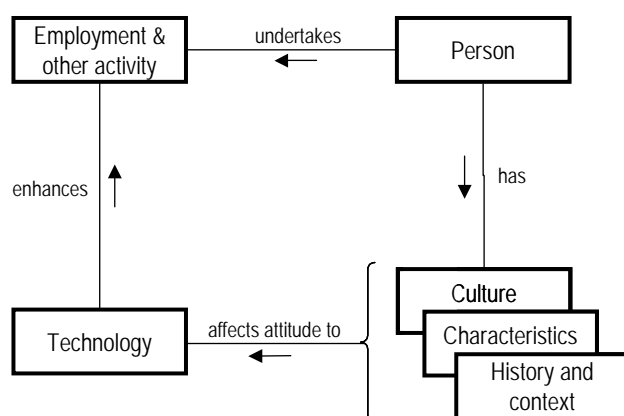 Employment &
other activity
undertakes
Person
enhances
has
Technology
affects attitude to
Culture
Characteristics
History and
context